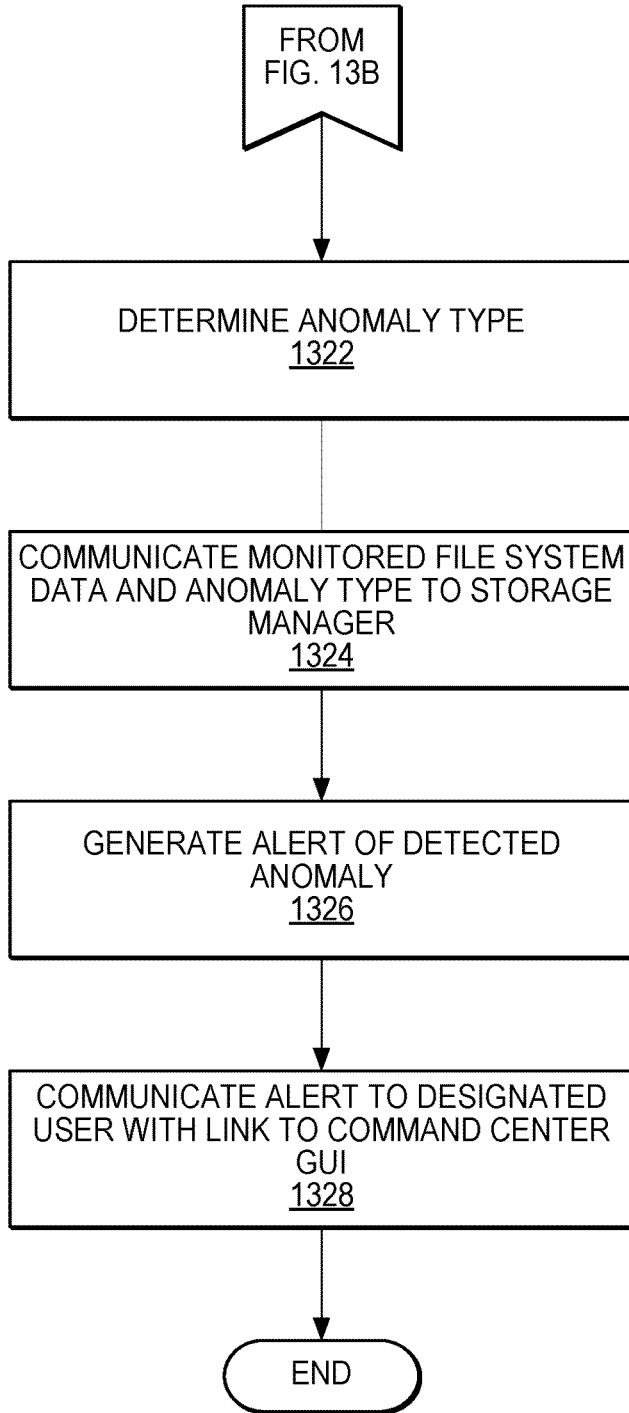 FROM
FIG. 13B
DETERMINE ANOMALY TYPE
1322
COMMUNICATE MONITORED FILE SYSTEM
DATA AND ANOMALY TYPE TO STORAGE
MANAGER
1324
GENERATE ALERT OF DETECTED
ANOMALY
1326
COMMUNICATE ALERT TO DESIGNATED
USER WITH LINK TO COMMAND CENTER
GUI
1328
END